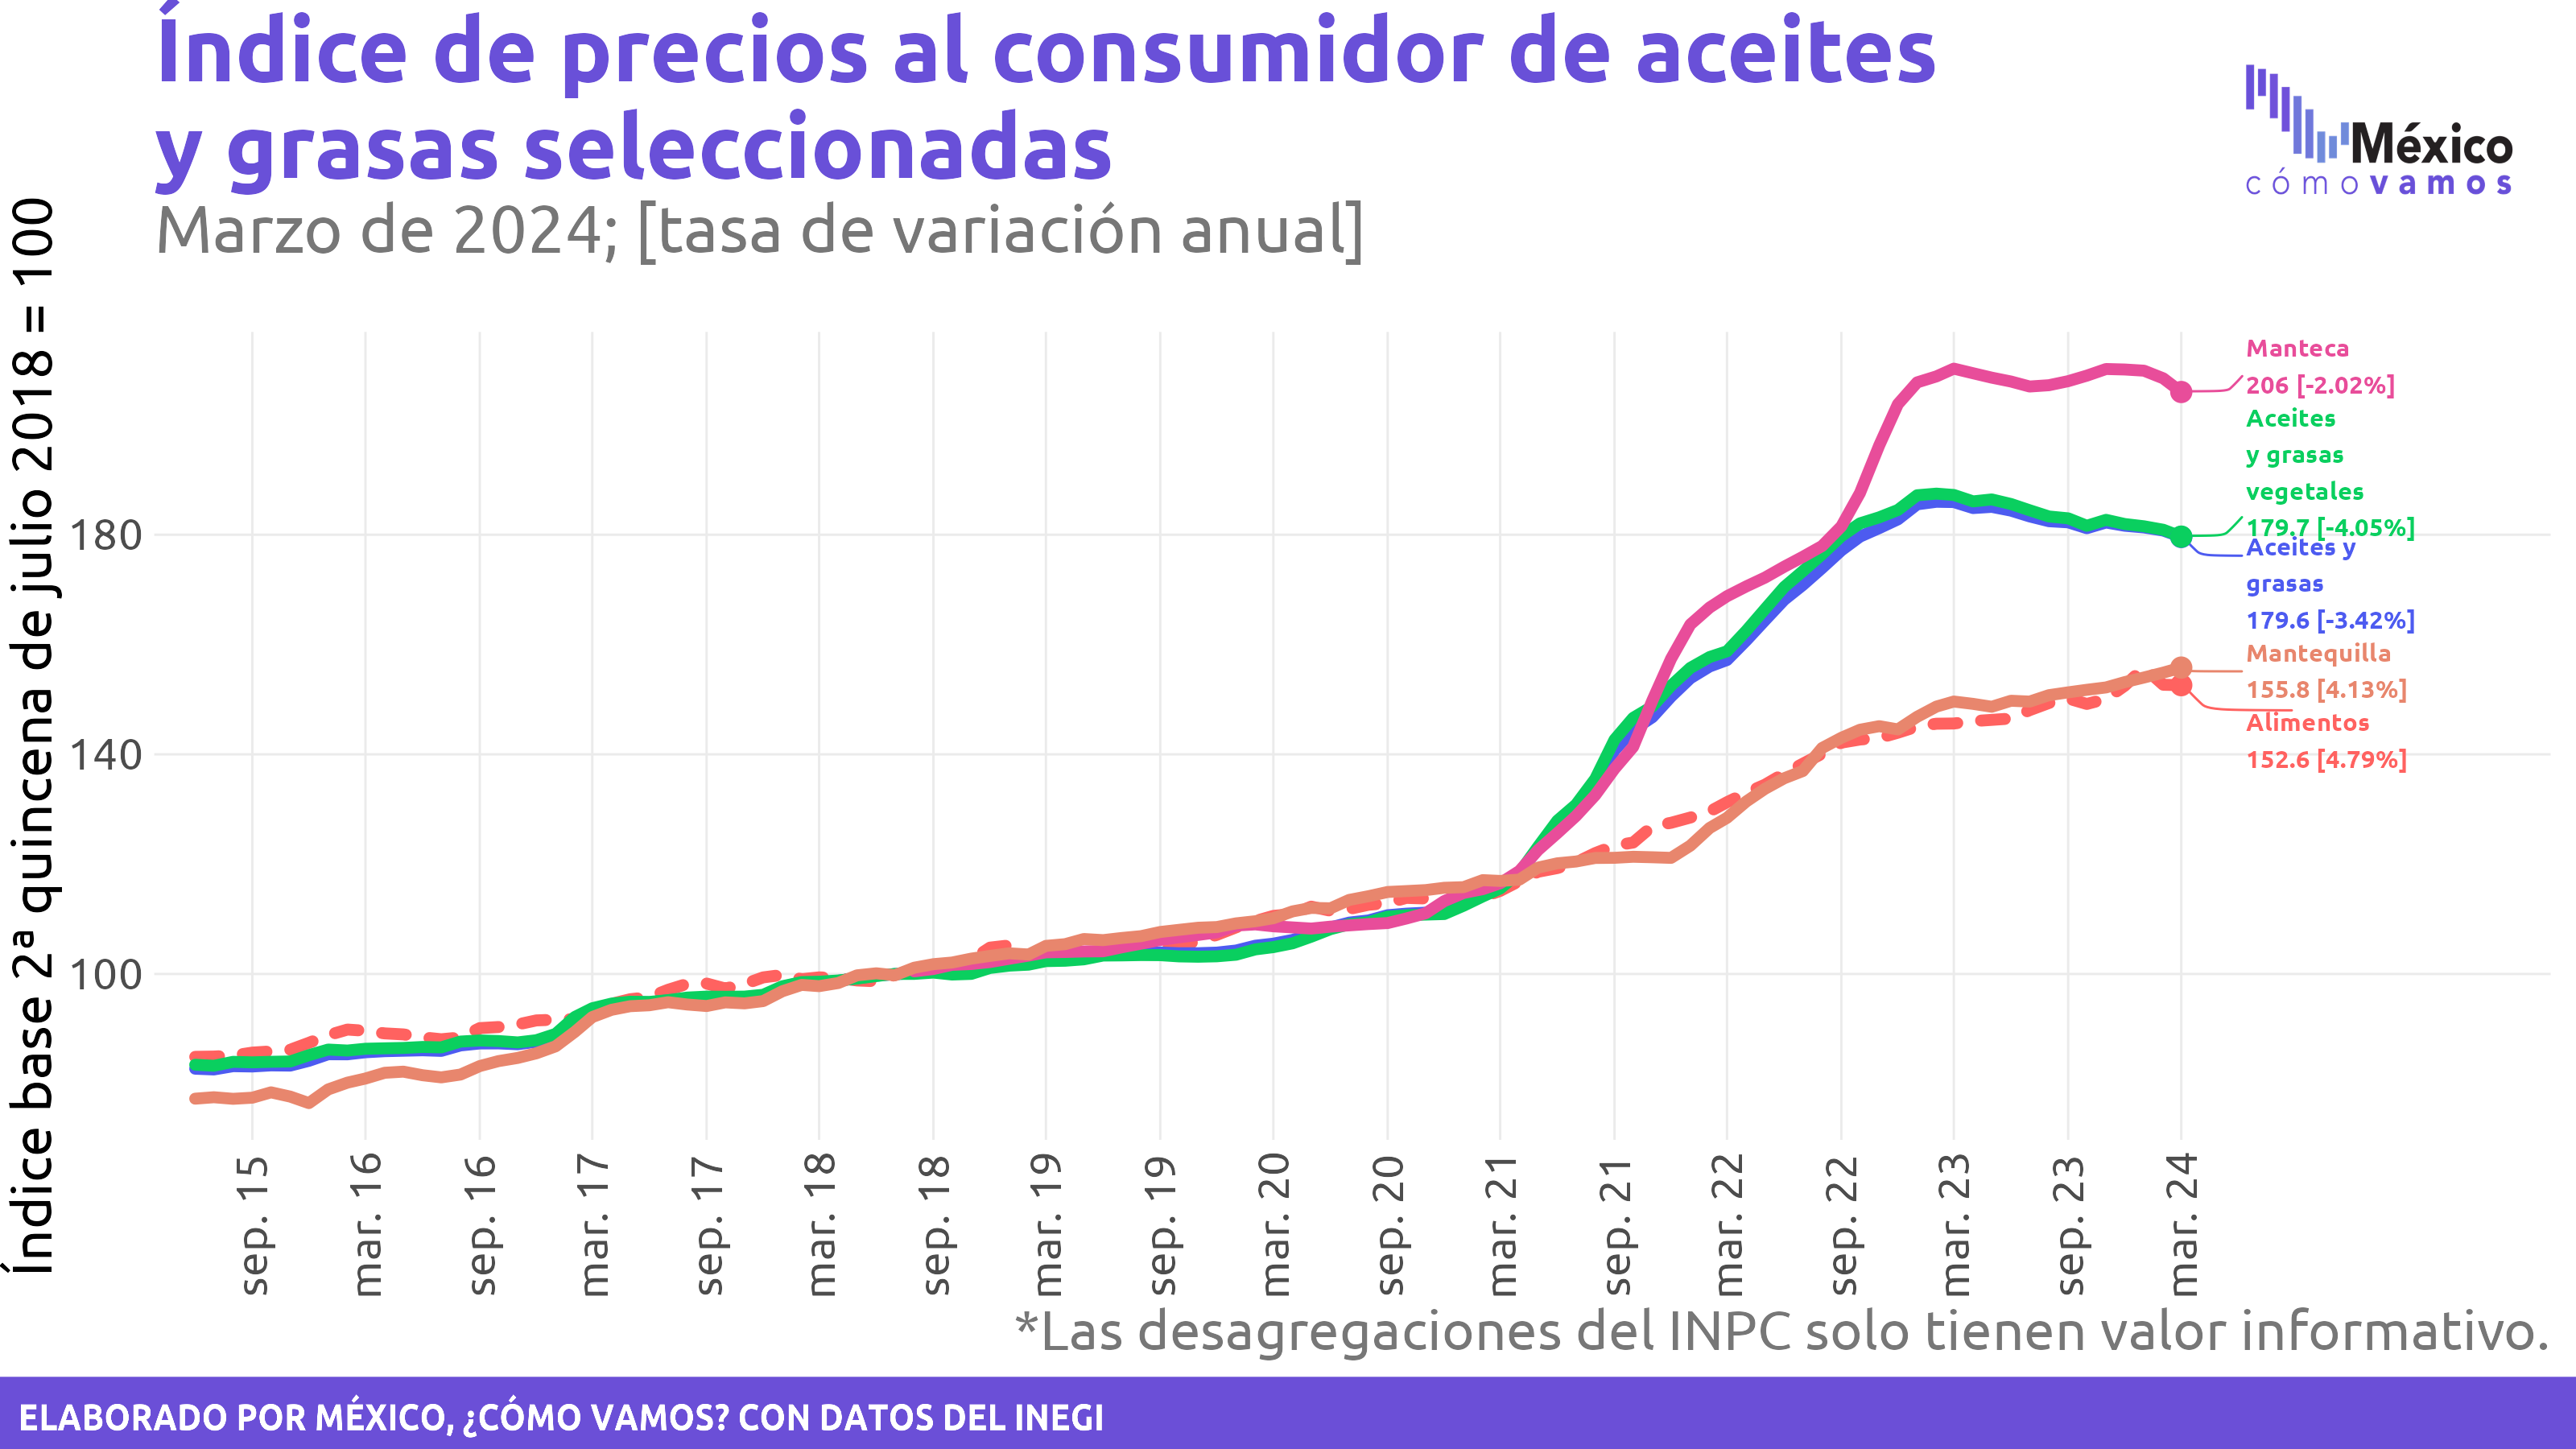 Índice de precios al consumidor de aceites
y grasas seleccionadas
Marzo de 2024; [tasa de variación anual]
México
cómo vamos
Índice base 2ª quincena de julio 2018 = 100
180
140
100
Manteca
206 [-2.02%]
Aceites
y grasas
vegetales
179.7 [-4.05%]
Aceites y
grasas
179.6 [-3.42%]
Mantequilla
155.8 [4.13%]
Alimentos
152.6 [4.79%]
sep. 15
mar. 16
sep. 16
mar. 17
sep. 17
mar. 18
sep. 18
mar. 19
sep. 19
mar. 20
sep. 20
mar. 21
sep. 21
mar. 22
sep. 22
mar. 23
sep. 23
mar. 24
*Las desagregaciones del INPC solo tienen valor informativo.
ELABORADO POR MÉXICO, ¿CÓMO VAMOS? CON DATOS DEL INEGI